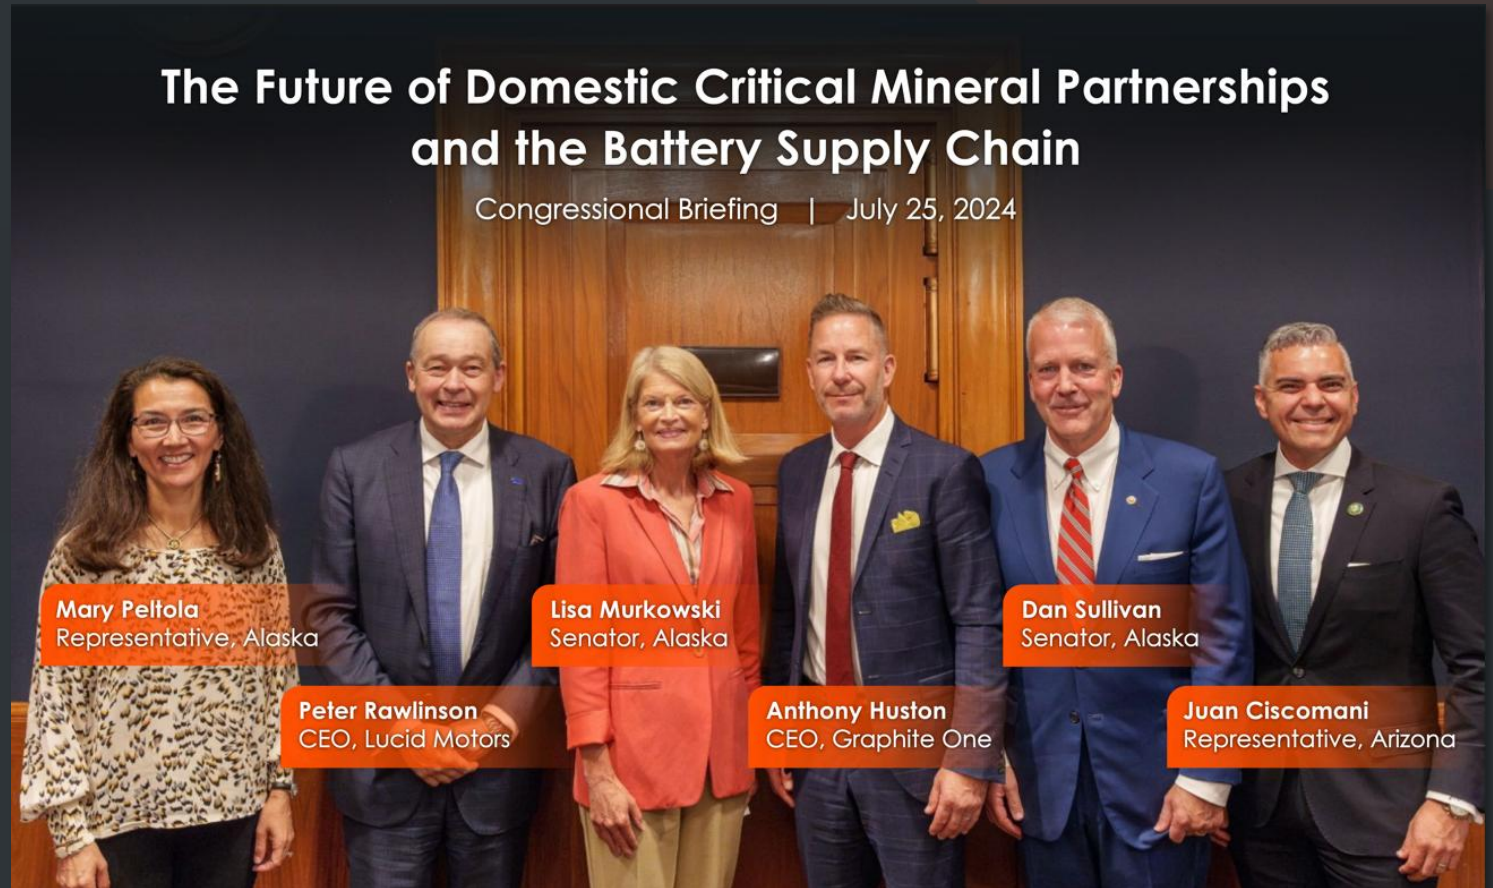 The Future of Domestic Critical Mineral Partnerships
and the Battery Supply Chain
Congressional Briefing | July 25, 2024
Mary Peltola
Representative, Alaska
Peter Rawlinson
CEO, Lucid Motors
Lisa Murkowski
Senator, Alaska
Anthony Huston
CEO, Graphite One
Dan Sullivan
Senator, Alaska
Juan Ciscomani
Representative, Arizona